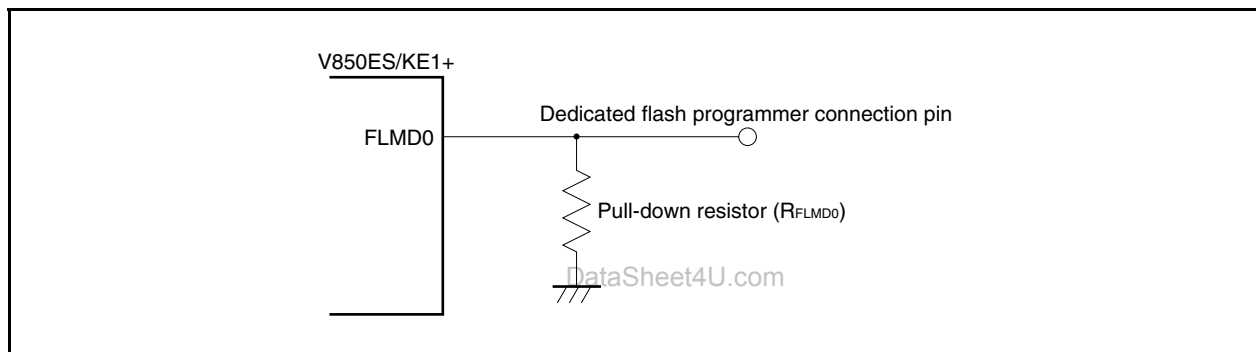 V850ES/KE1+
Dedicated flash programmer connection pin
FLMD0
Pull-down resistor (RFLMD0)
DataSheet4U.com